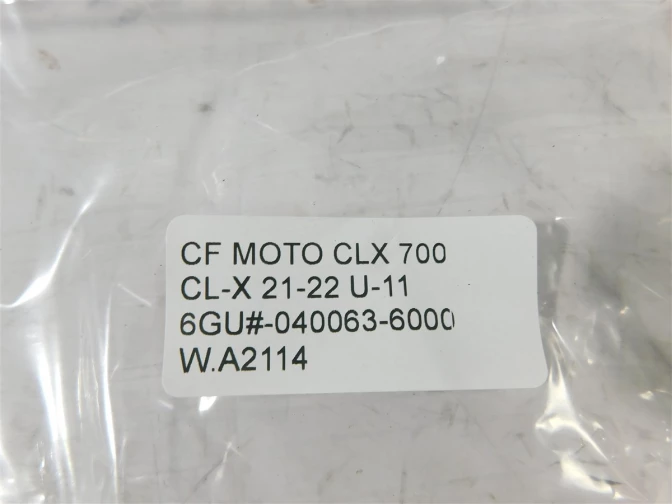 CF MOTO CLX 700
CL-X 21-22 U-11
6GU#-040063-6000
W.A2114